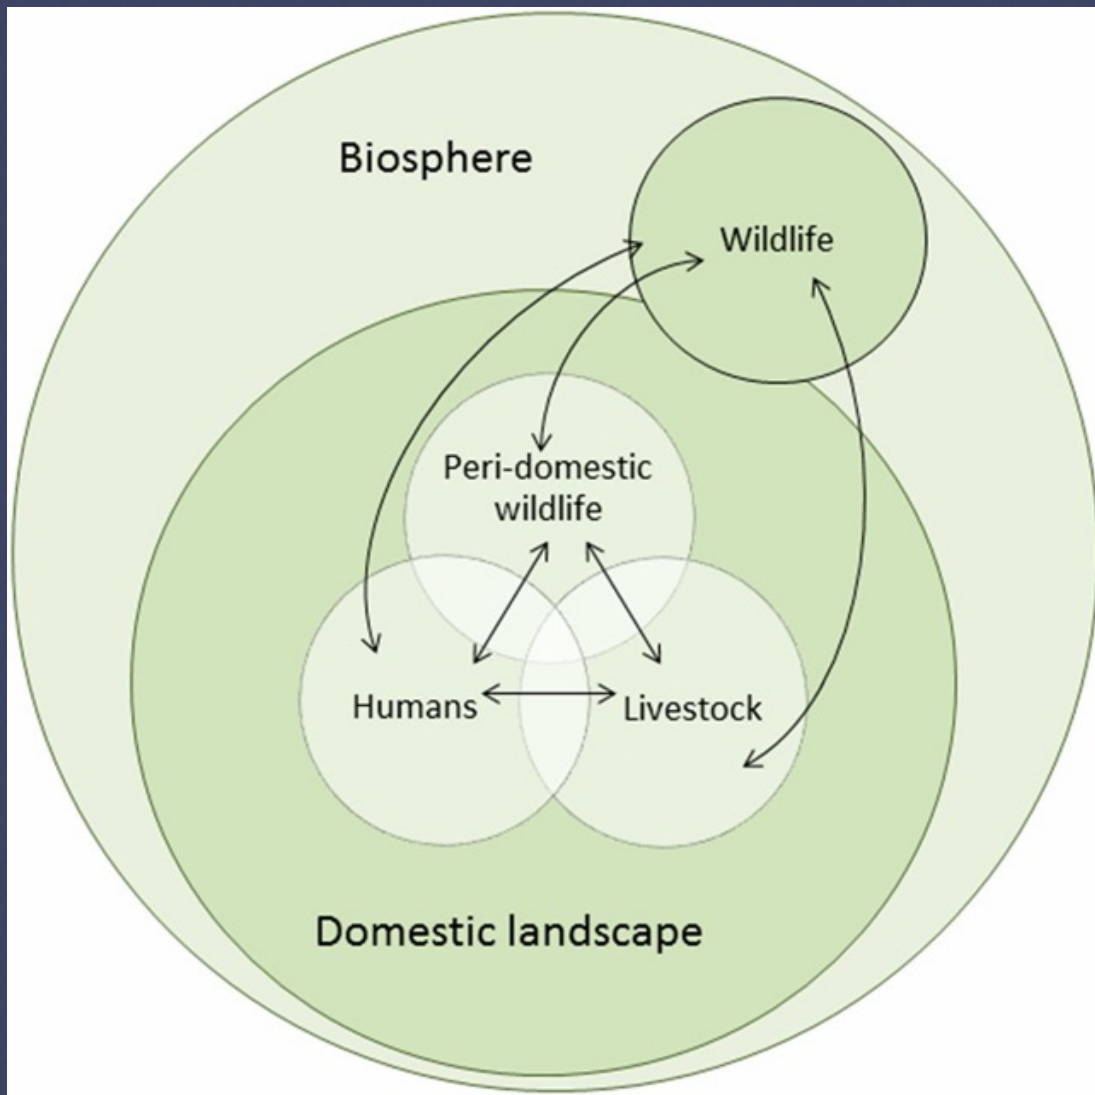 Biosphere
Wildlife
Peri-domestic
wildlife
Humans
Livestock
Domestic landscape